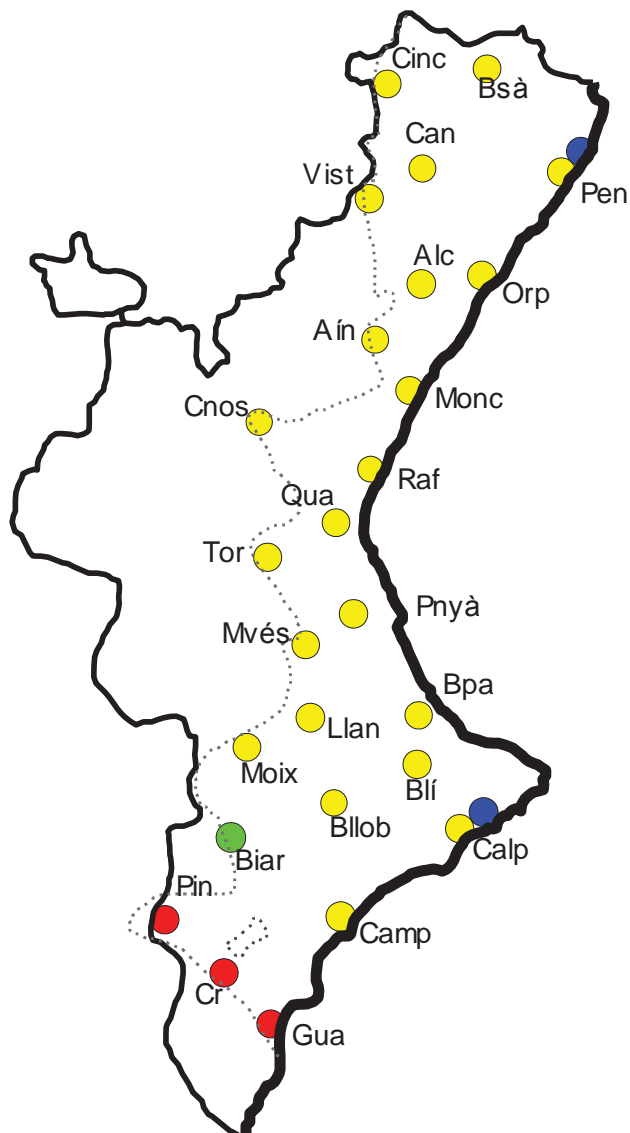 Cinc
Bsà
Can
Vist
Pen
Alc
Orp
Aín
Monc
Cnos
Raf
Qua
Tor
Pnyà
Mvés
Bpa
Llan
Moix
Blí
Bllob
Calp
Biar
Pin
Camp
Cr
Gua